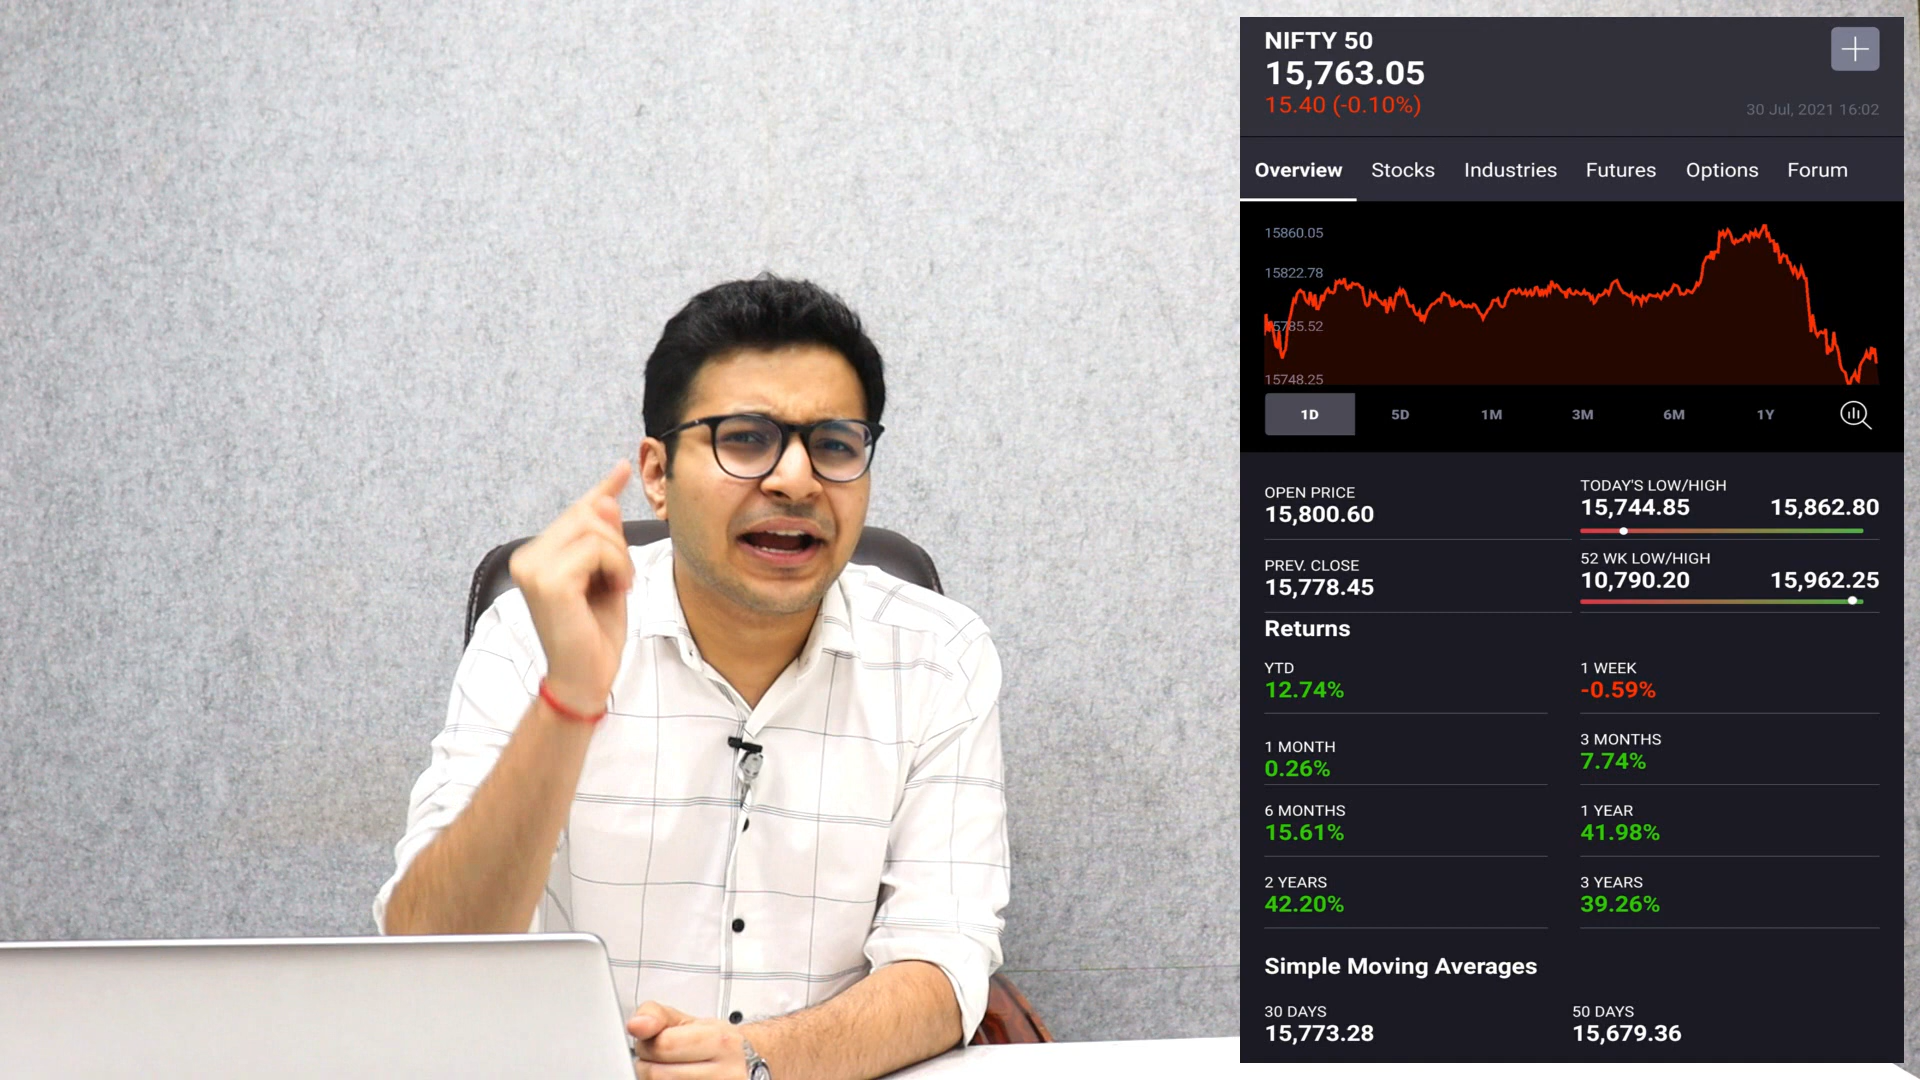 NIFTY 50
15,763.05
15.40 (-0.10%)
30 Jul, 2021 16:02
Overview Stocks Industries Futures Options Forum
15860.05
15822.78
15785.52
15748.25
1D 5D 1M 3M 6M 1Y
OPEN PRICE
15,800.60
TODAY'S LOW/HIGH
15,744.85 15,862.80
PREV. CLOSE
15,778.45
52 WK LOW/HIGH
10,790.20 15,962.25
Returns
YTD
12.74%
1 WEEK
-0.59%
1 MONTH
0.26%
3 MONTHS
7.74%
6 MONTHS
15.61%
1 YEAR
41.98%
2 YEARS
42.20%
3 YEARS
39.26%
Simple Moving Averages
30 DAYS
15,773.28
50 DAYS
15,679.36